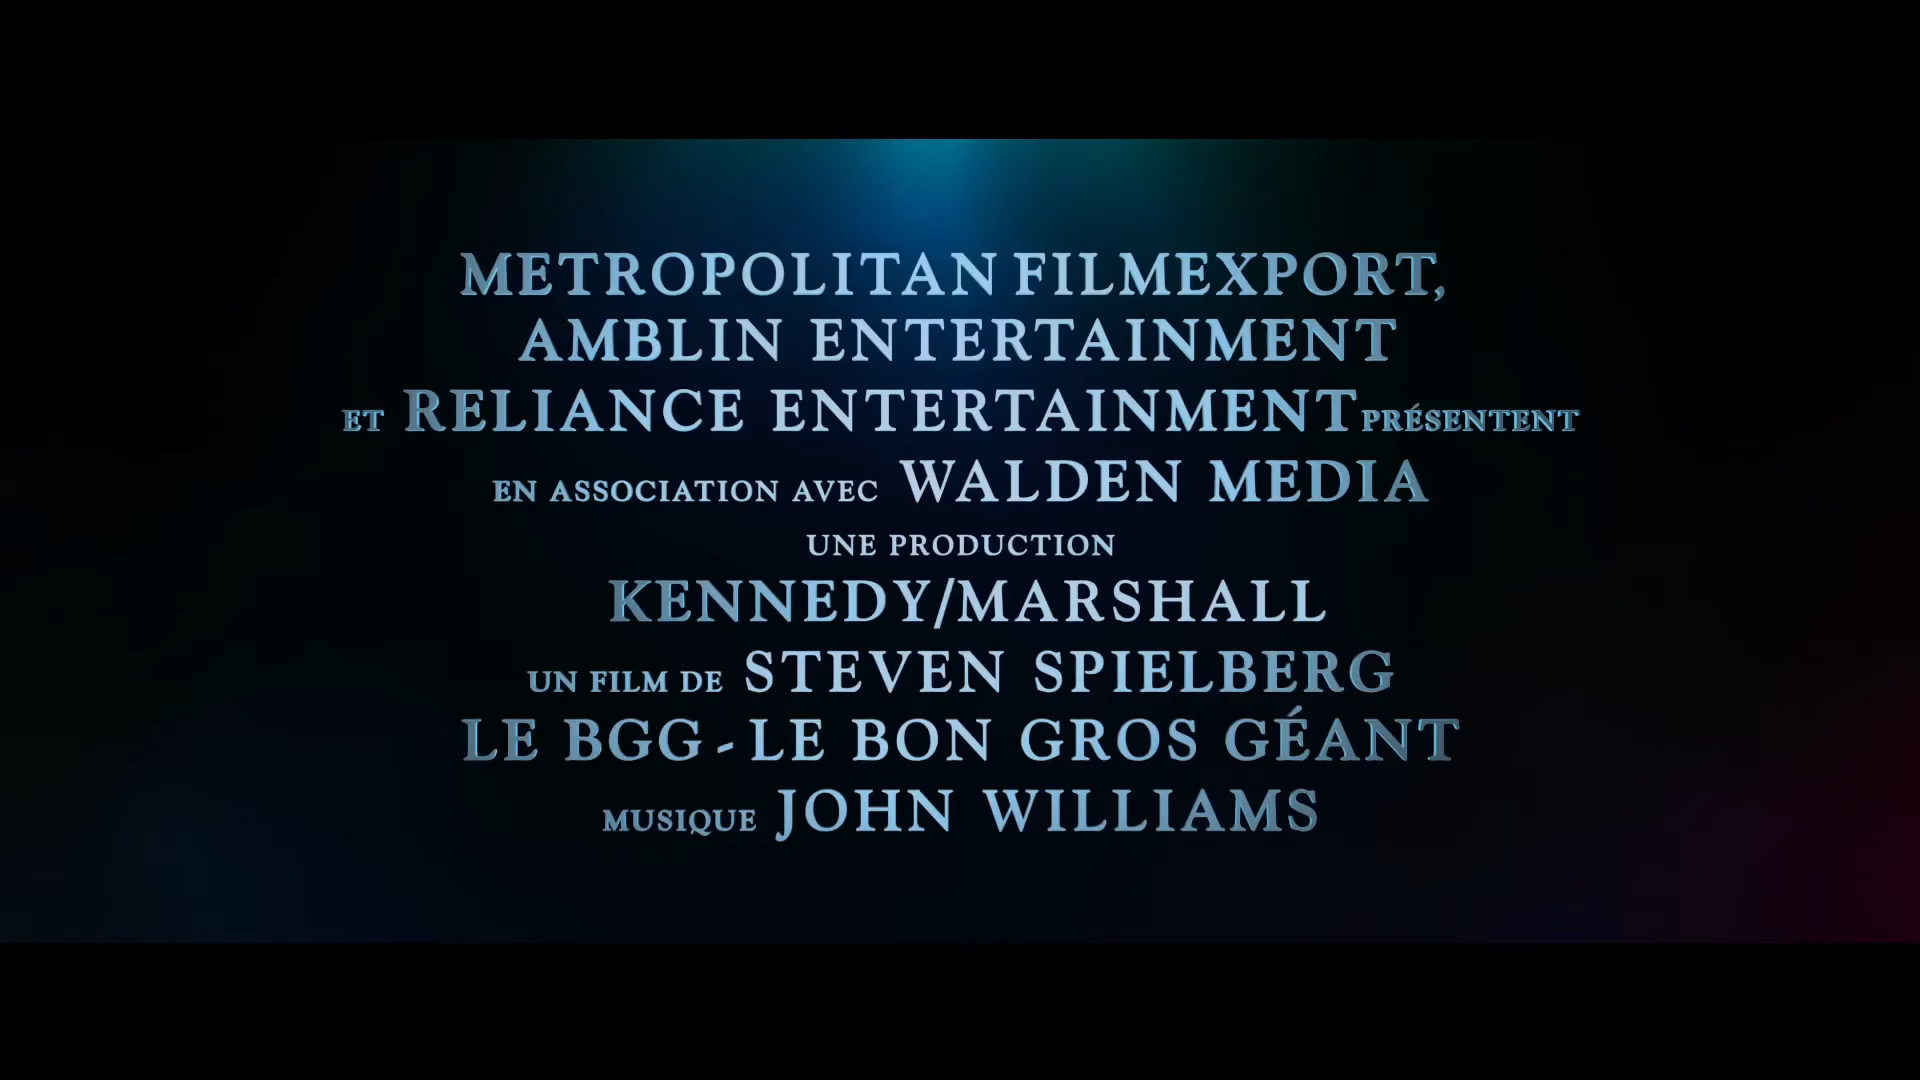 METROPOLITAN FILMEXPORT,
AMBLIN ENTERTAINMENT
ET RELIANCE ENTERTAINMENT PRÉSENTENT
EN ASSOCIATION AVEC WALDEN MEDIA
UNE PRODUCTION
KENNEDY/MARSHALL
UN FILM DE STEVEN SPIELBERG
LE BGG - LE BON GROS GÉANT
MUSIQUE JOHN WILLIAMS